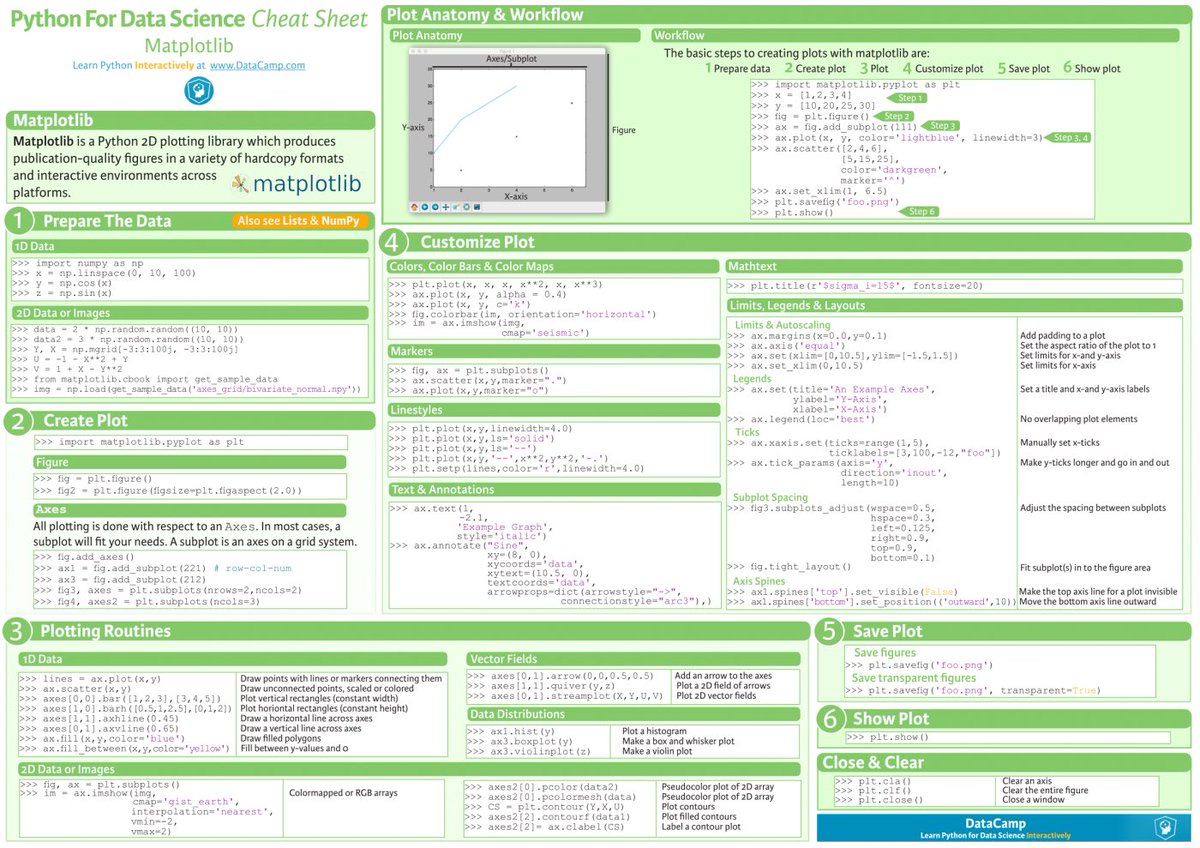 Python For Data Science Cheat Sheet
Matplotlib
Learn Python Interactively at www.DataCamp.com
Matplotlib
Matplotlib is a Python 2D plotting library which produces
publication-quality figures in a variety of hardcopy formats
and interactive environments across
platforms.
matplotlib
1 Prepare The Data
Also see Lists & NumPy
1D Data
>>> import numpy as np
>>> x = np.linspace(0, 10, 100)
>>> y = np.cos(x)
>>> z = np.sin(x)
2D Data or Images
>>> data = 2 * np.random.random((10, 10))
>>> data2 = 3 * np.random.random((10, 10))
>>> Y, X = np.mgrid[-3:3:100j, -3:3:100j]
>>> U = -1 - X**2 + Y
>>> V = 1 + X - Y**2
>>> from matplotlib.cbook import get_sample_data
>>> img = np.load(get_sample_data('axes_grid/bivariate_normal.npy'))
2 Create Plot
>>> import matplotlib.pyplot as plt
Figure
>>> fig = plt.figure()
>>> fig2 = plt.figure(figsize=plt.figaspect(2.0))
Axes
All plotting is done with respect to an Axes. In most cases, a
subplot will fit your needs. A subplot is an axes on a grid system.
>>> fig.add_axes()
>>> ax1 = fig.add_subplot(221) # row-col-num
>>> ax3 = fig.add_subplot(212)
>>> fig3, axes = plt.subplots(nrows=2,ncols=2)
>>> fig4, axes2 = plt.subplots(ncols=3)
Plot Anatomy & Workflow
Plot Anatomy
Figure 1
Axes/Subplot
Y-axis
Figure
X-axis
35
30
25
20
15
10
5
0
1 2 3 4 5 6
Workflow
The basic steps to creating plots with matplotlib are:
1 Prepare data 2 Create plot 3 Plot 4 Customize plot 5 Save plot 6 Show plot
>>> import matplotlib.pyplot as plt
>>> x = [1,2,3,4]
>>> y = [10,20,25,30] Step 1
>>> fig = plt.figure() Step 2
>>> ax = fig.add_subplot(111) Step 3
>>> ax.plot(x, y, color='lightblue', linewidth=3) Step 3, 4
>>> ax.scatter([2,4,6],
[5,15,25],
color='darkgreen',
marker='^')
>>> ax.set_xlim(1, 6.5)
>>> plt.savefig('foo.png')
>>> plt.show() Step 6
4 Customize Plot
Colors, Color Bars & Color Maps
>>> plt.plot(x, x, x, x**2, x, x**3)
>>> ax.plot(x, y, alpha = 0.4)
>>> ax.plot(x, y, c='k')
>>> fig.colorbar(im, orientation='horizontal')
>>> im = ax.imshow(img,
cmap='seismic')
Markers
>>> fig, ax = plt.subplots()
>>> ax.scatter(x,y,marker=".")
>>> ax.plot(x,y,marker="o")
Linestyles
>>> plt.plot(x,y,linewidth=4.0)
>>> plt.plot(x,y,ls='solid')
>>> plt.plot(x,y,ls='--')
>>> plt.plot(x,y,'--',x**2,y**2,'-.')
>>> plt.setp(lines,color='r',linewidth=4.0)
Text & Annotations
>>> ax.text(1,
-2.1,
'Example Graph',
style='italic')
>>> ax.annotate("Sine",
xy=(8, 0),
xycoords='data',
xytext=(10.5, 0),
textcoords='data',
arrowprops=dict(arrowstyle="->",
connectionstyle="arc3"),)
Mathtext
>>> plt.title(r'$sigma_i=15$', fontsize=20)
Limits, Legends & Layouts
Limits & Autoscaling
>>> ax.margins(x=0.0,y=0.1) Add padding to a plot
>>> ax.axis('equal') Set the aspect ratio of the plot to 1
>>> ax.set(xlim=[0,10.5],ylim=[-1.5,1.5]) Set limits for x-and y-axis
>>> ax.set_xlim(0,10.5) Set limits for x-axis
Legends
>>> ax.set(title='An Example Axes', Set a title and x-and y-axis labels
ylabel='Y-Axis',
xlabel='X-Axis')
>>> ax.legend(loc='best') No overlapping plot elements
Ticks
>>> ax.xaxis.set(ticks=range(1,5), Manually set x-ticks
ticklabels=[3,100,-12,"foo"])
>>> ax.tick_params(axis='y', Make y-ticks longer and go in and out
direction='inout',
length=10)
Subplot Spacing
>>> fig3.subplots_adjust(wspace=0.5, Adjust the spacing between subplots
hspace=0.3,
left=0.125,
right=0.9,
top=0.9,
bottom=0.1)
>>> fig.tight_layout() Fit subplot(s) in to the figure area
Axis Spines
>>> ax1.spines['top'].set_visible(False) Make the top axis line for a plot invisible
>>> ax1.spines['bottom'].set_position(('outward',10)) Move the bottom axis line outward
3 Plotting Routines
1D Data
>>> lines = ax.plot(x,y) Draw points with lines or markers connecting them
>>> ax.scatter(x,y) Draw unconnected points, scaled or colored
>>> axes[0,0].bar([1,2,3],[3,4,5]) Plot vertical rectangles (constant width)
>>> axes[1,0].barh([0.5,1,2.5],[0,1,2]) Plot horiontal rectangles (constant height)
>>> axes[1,1].axhline(0.45) Draw a horizontal line across axes
>>> axes[0,1].axvline(0.65) Draw a vertical line across axes
>>> ax.fill(x,y,color='blue') Draw filled polygons
>>> ax.fill_between(x,y,color='yellow') Fill between y-values and 0
2D Data or Images
>>> fig, ax = plt.subplots()
>>> im = ax.imshow(img, Colormapped or RGB arrays
cmap='gist_earth',
interpolation='nearest',
vmin=-2,
vmax=2)
Vector Fields
>>> axes[0,1].arrow(0,0,0.5,0.5) Add an arrow to the axes
>>> axes[1,1].quiver(y,z) Plot a 2D field of arrows
>>> axes[0,1].streamplot(X,Y,U,V) Plot 2D vector fields
Data Distributions
>>> ax1.hist(y) Plot a histogram
>>> ax3.boxplot(y) Make a box and whisker plot
>>> ax3.violinplot(z) Make a violin plot
>>> axes2[0].pcolor(data2) Pseudocolor plot of 2D array
>>> axes2[0].pcolormesh(data) Pseudocolor plot of 2D array
>>> CS = plt.contour(Y,X,U) Plot contours
>>> axes2[2].contourf(data1) Plot filled contours
>>> axes2[2]= ax.clabel(CS) Label a contour plot
5 Save Plot
Save figures
>>> plt.savefig('foo.png')
Save transparent figures
>>> plt.savefig('foo.png', transparent=True)
6 Show Plot
>>> plt.show()
Close & Clear
>>> plt.cla() Clear an axis
>>> plt.clf() Clear the entire figure
>>> plt.close() Close a window
DataCamp
Learn Python for Data Science Interactively